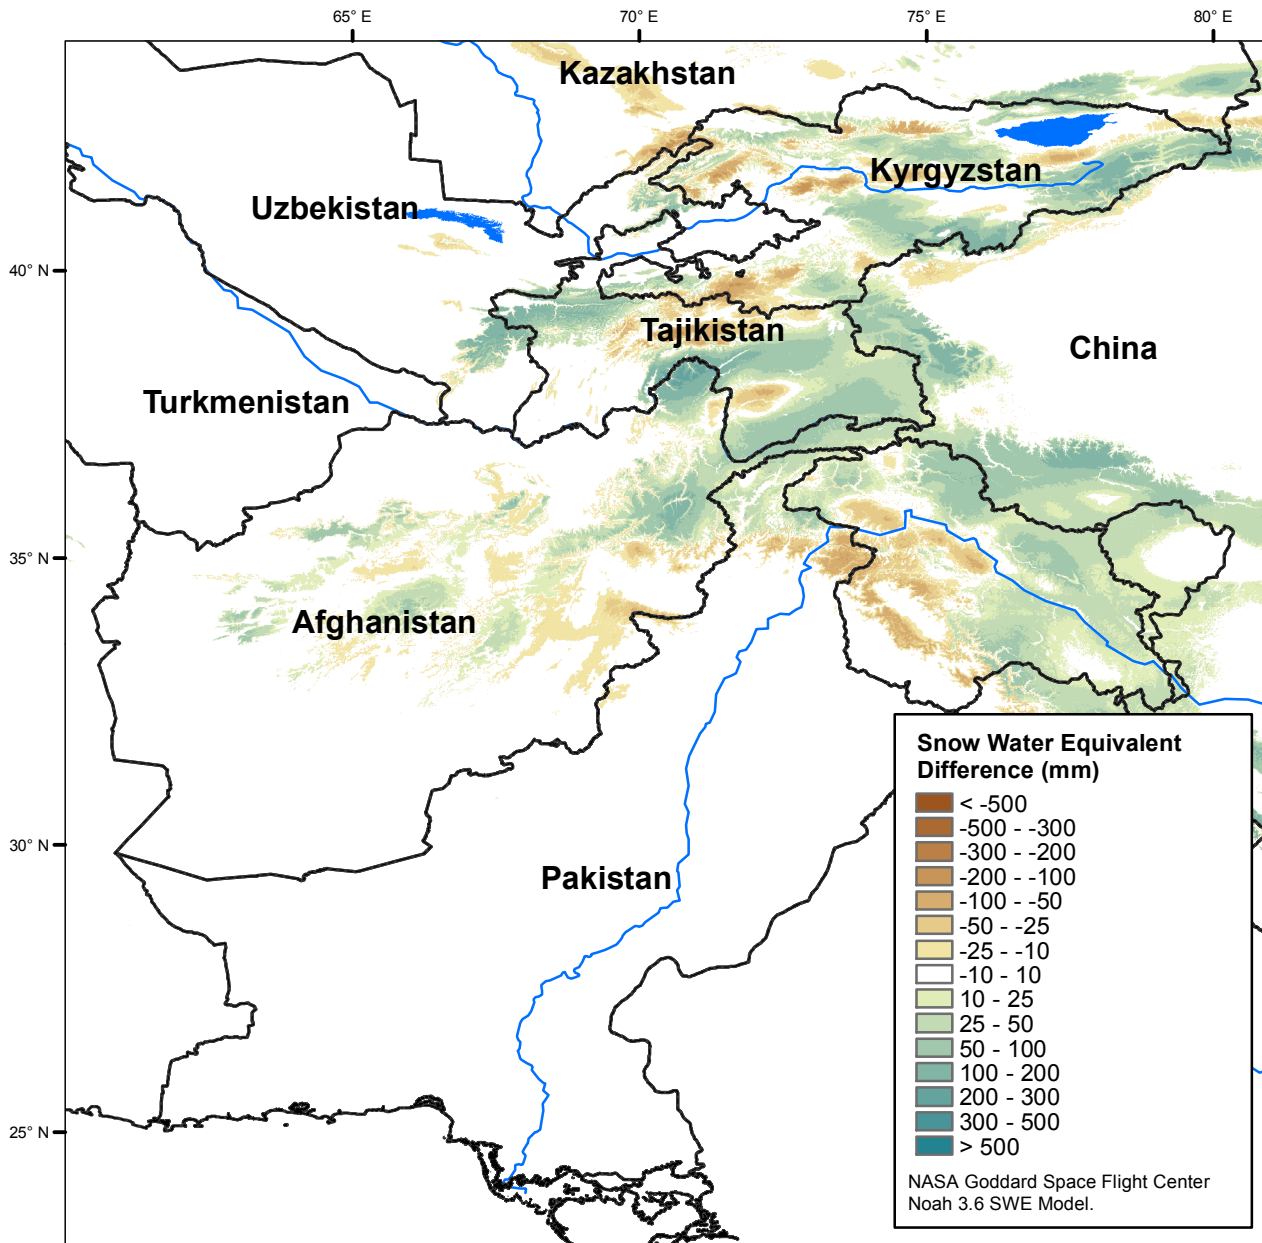 65° E
70° E
75° E
80° E
Kazakhstan
Kyrgyzstan
Uzbekistan
40° N
Tajikistan
China
Turkmenistan
35° N
Afghanistan
30° N
Pakistan
25° N
Snow Water Equivalent
Difference (mm)
< -500
-500 - -300
-300 - -200
-200 - -100
-100 - -50
-50 - -25
-25 - -10
-10 - 10
10 - 25
25 - 50
50 - 100
100 - 200
200 - 300
300 - 500
> 500
NASA Goddard Space Flight Center
Noah 3.6 SWE Model.